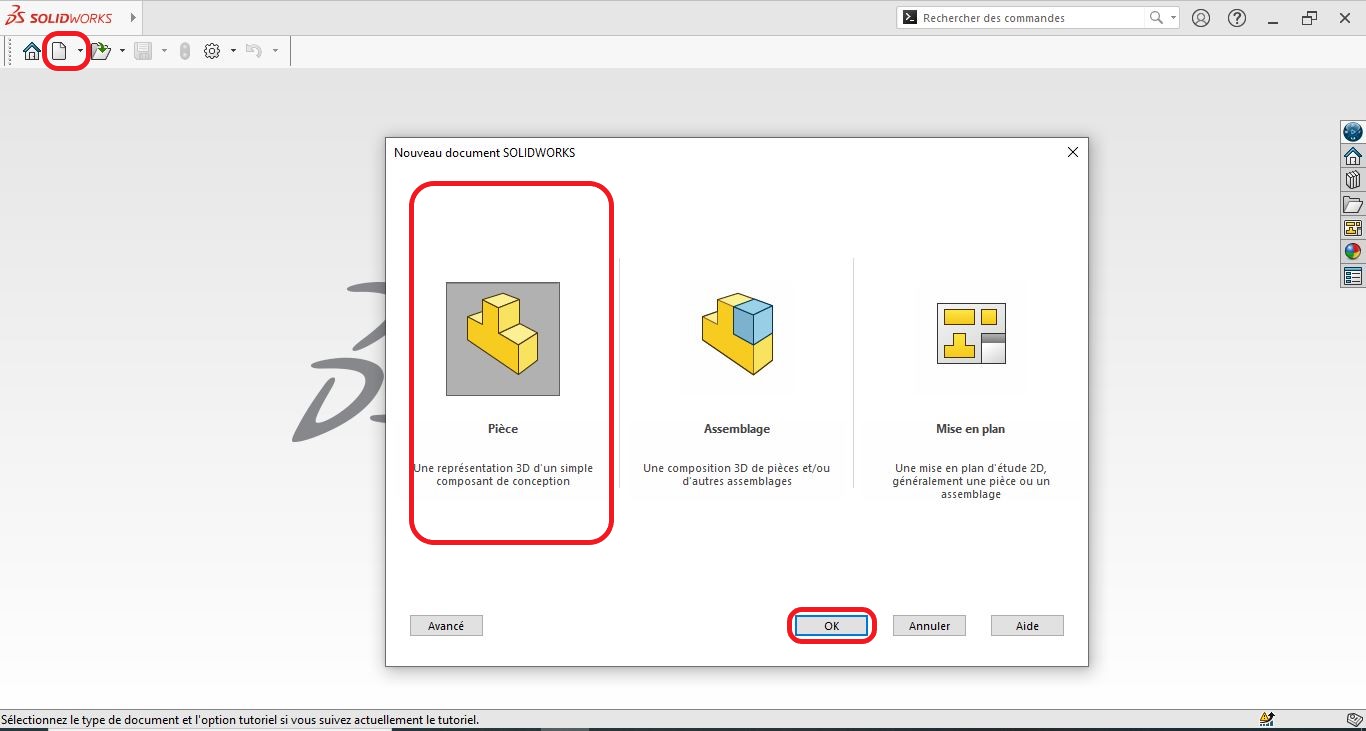 SOLIDWORKS
Rechercher des commandes
Nouveau document SOLIDWORKS
Pièce
Une représentation 3D d'un simple
composant de conception
Assemblage
Une composition 3D de pièces et/ou
d'autres assemblages
Mise en plan
Une mise en plan d'étude 2D,
généralement une pièce ou un
assemblage
Avancé
OK
Annuler
Aide
Sélectionnez le type de document et l'option tutoriel si vous suivez actuellement le tutoriel.